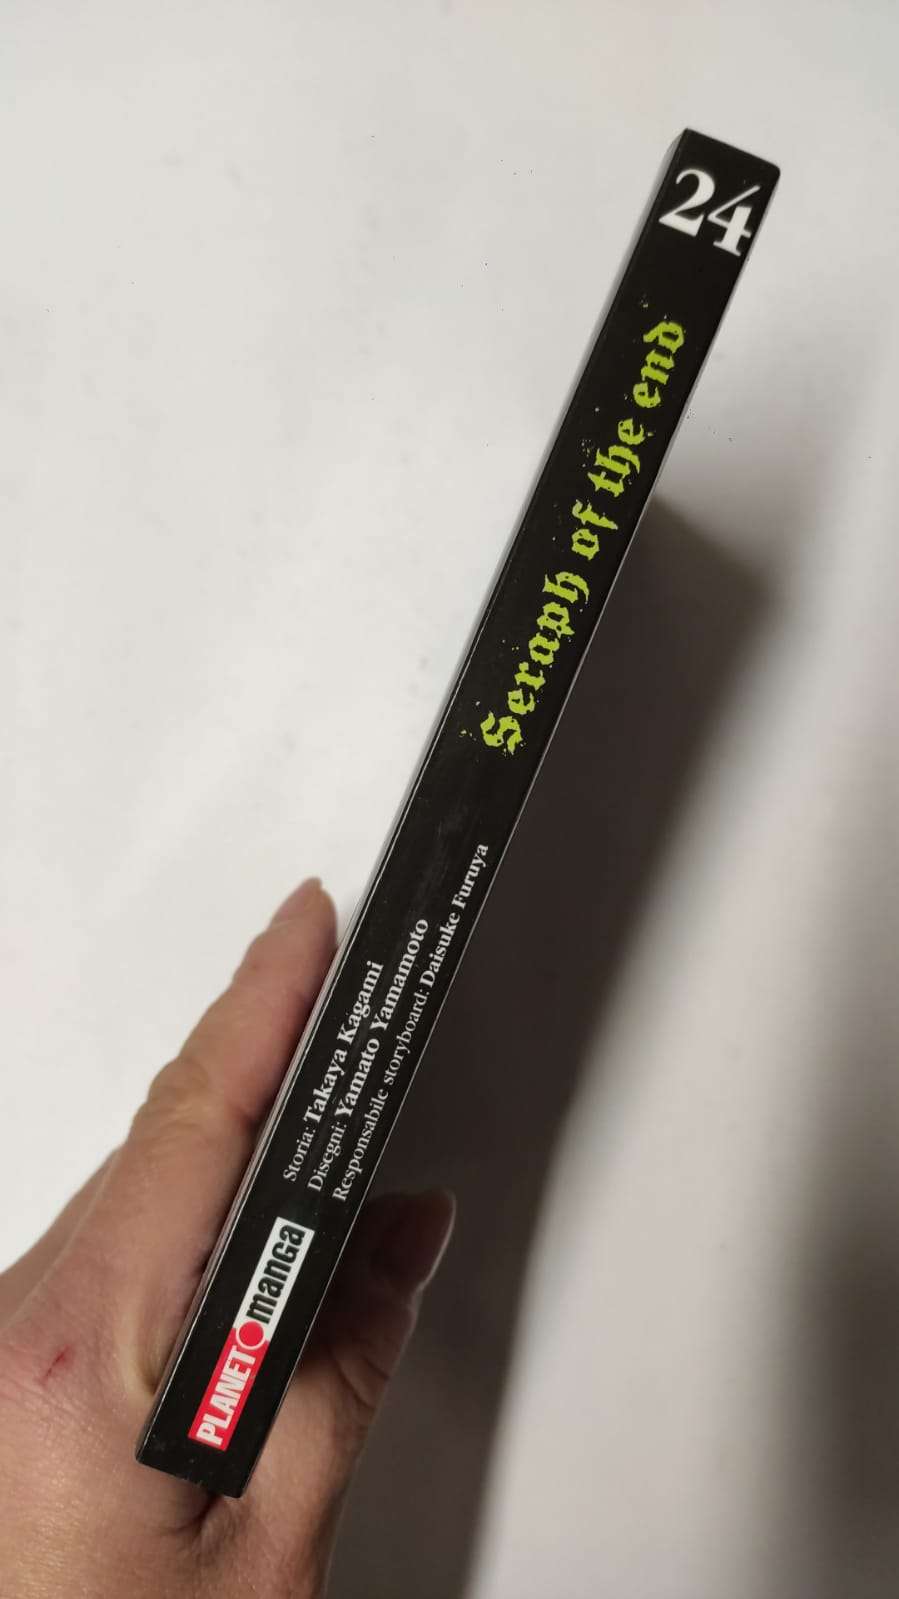 24
Seraph of the end
Storia: Takaya Kagami
Disegni: Yamato Yamamoto
Responsabile storyboard: Daisuke Furuya
PLANET manga